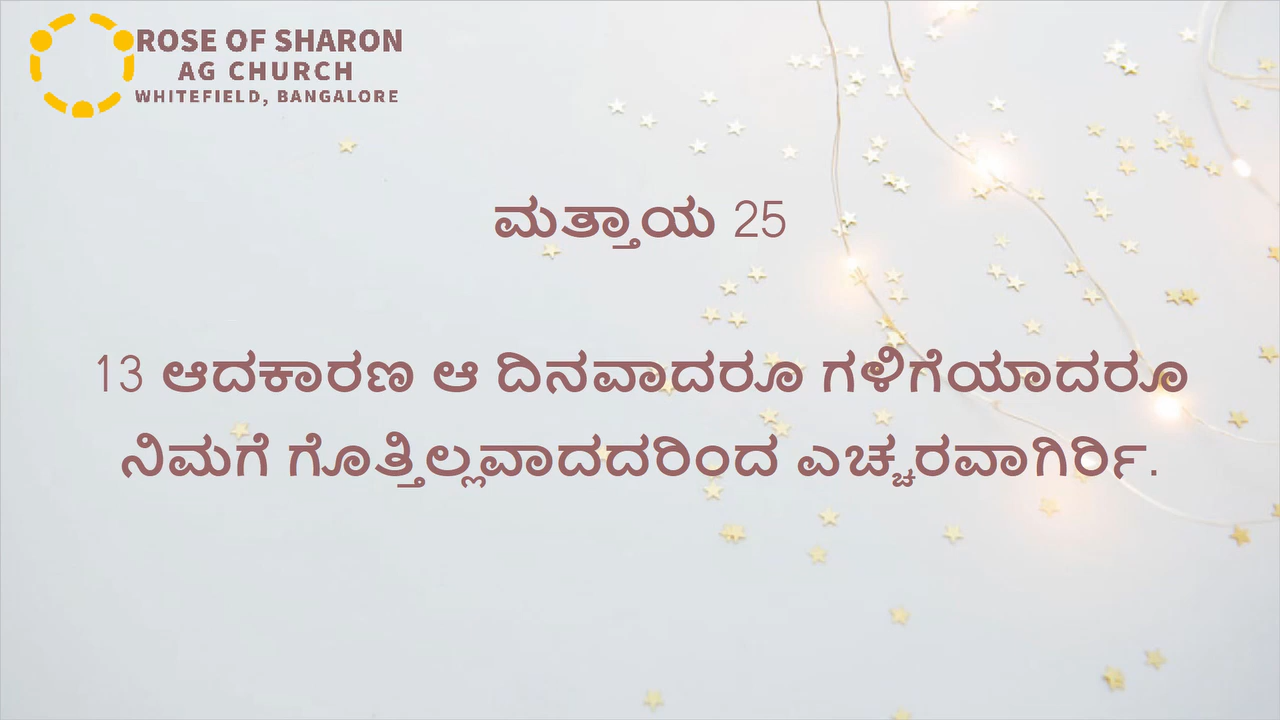 ROSE OF SHARON
AG CHURCH
WHITEFIELD, BANGALORE
ಮತ್ತಾಯ 25
13 ಆದಕಾರಣ ಆ ದಿನವಾದರೂ ಗಳಿಗೆಯಾದರೂ
ನಿಮಗೆ ಗೊತ್ತಿಲ್ಲವಾದದರಿಂದ ಎಚ್ಚರವಾಗಿರ್ರಿ.